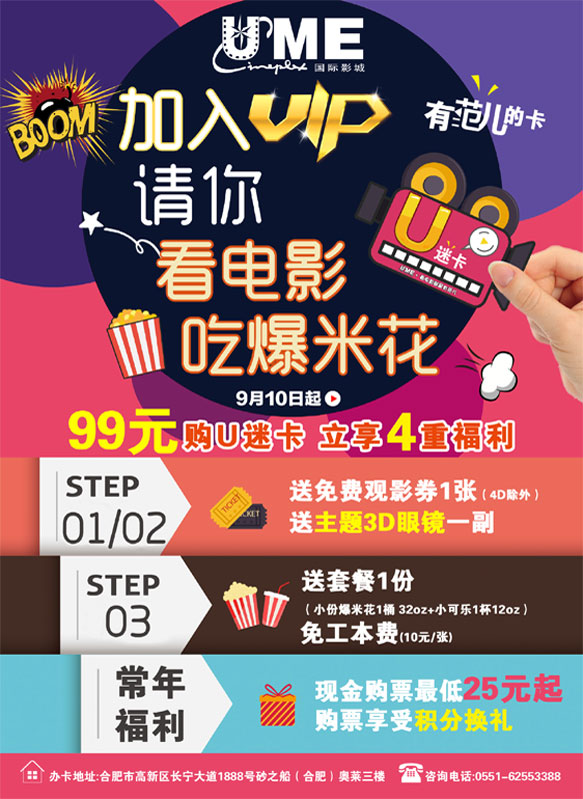 UME
Cineplex 国际影城
BOOM
加入VIP
有范儿的卡
请你
U迷卡
看电影
吃爆米花
9月10日起
99元购U迷卡 立享4重福利
STEP
01/02
TICKET
TICKET
送免费观影券1张（4D除外）
送主题3D眼镜一副
STEP
03
送套餐1份
（小份爆米花1桶 32oz+小可乐1杯12oz）
免工本费(10元/张)
常年
福利
现金购票最低25元起
购票享受积分换礼
办卡地址:合肥市高新区长宁大道1888号砂之船（合肥）奥莱三楼
咨询电话:0551-62553388